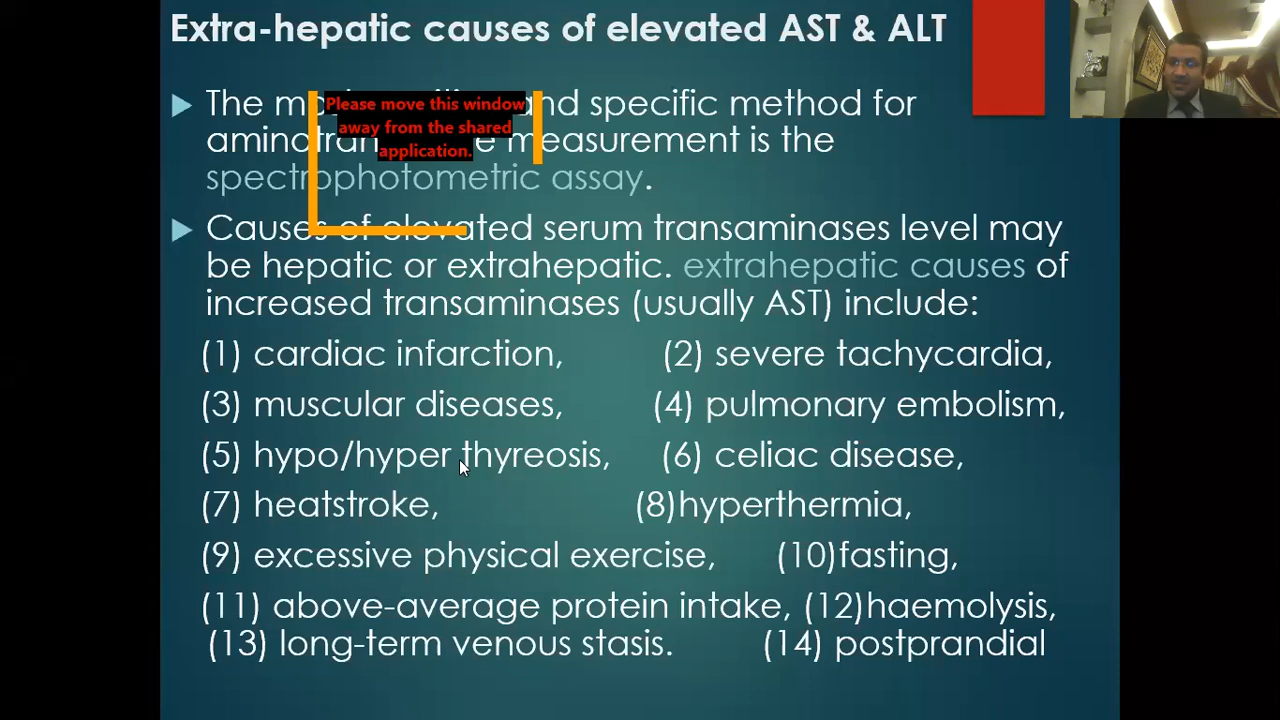 Extra-hepatic causes of elevated AST & ALT
Please move this window
away from the shared
application.
The and specific method for
measurement is the
spectrophotometric assay.
Causes of elevated serum transaminases level may
be hepatic or extrahepatic. extrahepatic causes of
increased transaminases (usually AST) include:
(1) cardiac infarction, (2) severe tachycardia,
(3) muscular diseases, (4) pulmonary embolism,
(5) hypo/hyper thyreosis, (6) celiac disease,
(7) heatstroke, (8)hyperthermia,
(9) excessive physical exercise, (10)fasting,
(11) above-average protein intake, (12)haemolysis,
(13) long-term venous stasis. (14) postprandial